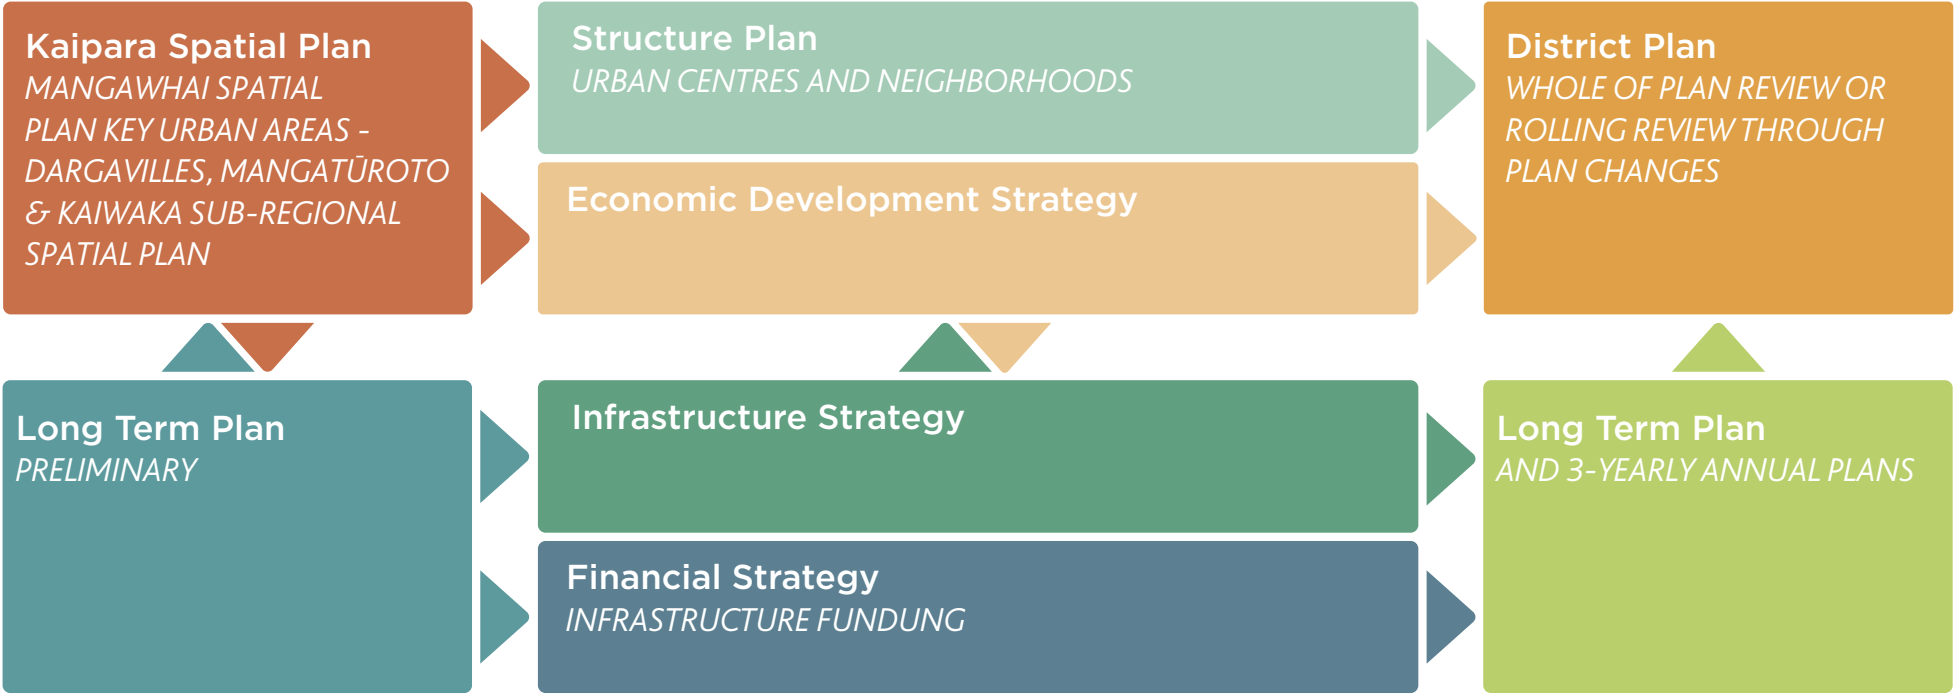 Kaipara Spatial Plan
MANGAWHAI SPATIAL
PLAN KEY URBAN AREAS -
DARGAVILLES, MANGATŪROTO
& KAIWAKA SUB-REGIONAL
SPATIAL PLAN
Structure Plan
URBAN CENTRES AND NEIGHBORHOODS
Economic Development Strategy
District Plan
WHOLE OF PLAN REVIEW OR
ROLLING REVIEW THROUGH
PLAN CHANGES
Long Term Plan
PRELIMINARY
Infrastructure Strategy
Financial Strategy
INFRASTRUCTURE FUNDUNG
Long Term Plan
AND 3-YEARLY ANNUAL PLANS